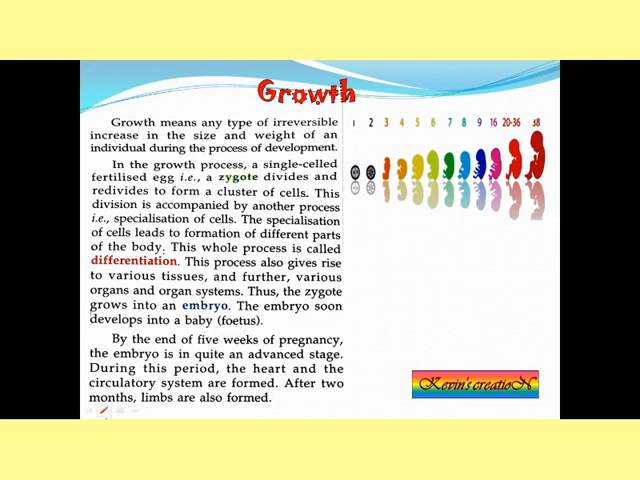 Growth
Growth means any type of irreversible
increase in the size and weight of an
individual during the process of development.
In the growth process, a single-celled
fertilised egg i.e., a zygote divides and
redivides to form a cluster of cells. This
division is accompanied by another process
i.e., specialisation of cells. The specialisation
of cells leads to formation of different parts
of the body. This whole process is called
differentiation. This process also gives rise
to various tissues, and further, various
organs and organ systems. Thus, the zygote
grows into an embryo. The embryo soon
develops into a baby (foetus).
By the end of five weeks of pregnancy,
the embryo is in quite an advanced stage.
During this period, the heart and the
circulatory system are formed. After two
months, limbs are also formed.
1 2 3 4 5 6 7 8 9 16 20-36 38
Kevin's creatioN